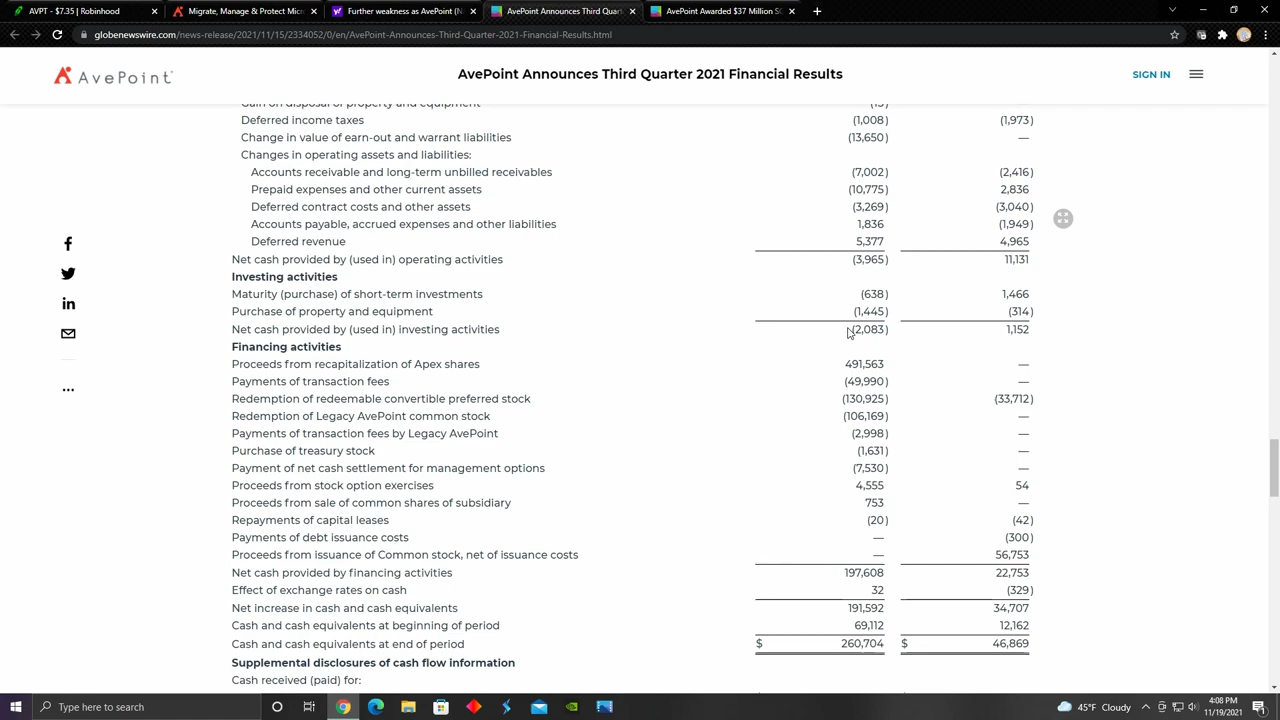 AVPT - $7.35 | Robinhood
Migrate, Manage & Protect Micro
Yahoo Finance AvePoint (N
AvePoint Announces Third Quarte
AvePoint Awarded $37 Million SG
globenewswire.com/news-release/2021/11/15/2334052/0/en/AvePoint-Announces-Third-Quarter-2021-Financial-Results.html
AvePoint
AvePoint Announces Third Quarter 2021 Financial Results
SIGN IN
Gain on disposal of property and equipment (19) —
Deferred income taxes (1,008) (1,973)
Change in value of earn-out and warrant liabilities (13,650) —
Changes in operating assets and liabilities:
Accounts receivable and long-term unbilled receivables (7,002) (2,416)
Prepaid expenses and other current assets (10,775) 2,836
Deferred contract costs and other assets (3,269) (3,040)
Accounts payable, accrued expenses and other liabilities 1,836 (1,949)
Deferred revenue 5,377 4,965
Net cash provided by (used in) operating activities (3,965) 11,131
Investing activities
Maturity (purchase) of short-term investments (638) 1,466
Purchase of property and equipment (1,445) (314)
Net cash provided by (used in) investing activities (2,083) 1,152
Financing activities
Proceeds from recapitalization of Apex shares 491,563 —
Payments of transaction fees (49,990) —
Redemption of redeemable convertible preferred stock (130,925) (33,712)
Redemption of Legacy AvePoint common stock (106,169) —
Payments of transaction fees by Legacy AvePoint (2,998) —
Purchase of treasury stock (1,631) —
Payment of net cash settlement for management options (7,530) —
Proceeds from stock option exercises 4,555 54
Proceeds from sale of common shares of subsidiary 753 —
Repayments of capital leases (20) (42)
Payments of debt issuance costs — (300)
Proceeds from issuance of Common stock, net of issuance costs — 56,753
Net cash provided by financing activities 197,608 22,753
Effect of exchange rates on cash 32 (329)
Net increase in cash and cash equivalents 191,592 34,707
Cash and cash equivalents at beginning of period 69,112 12,162
Cash and cash equivalents at end of period $ 260,704 $ 46,869
Supplemental disclosures of cash flow information
Cash received (paid) for:
Type here to search
45°F Cloudy
4:08 PM
11/19/2021